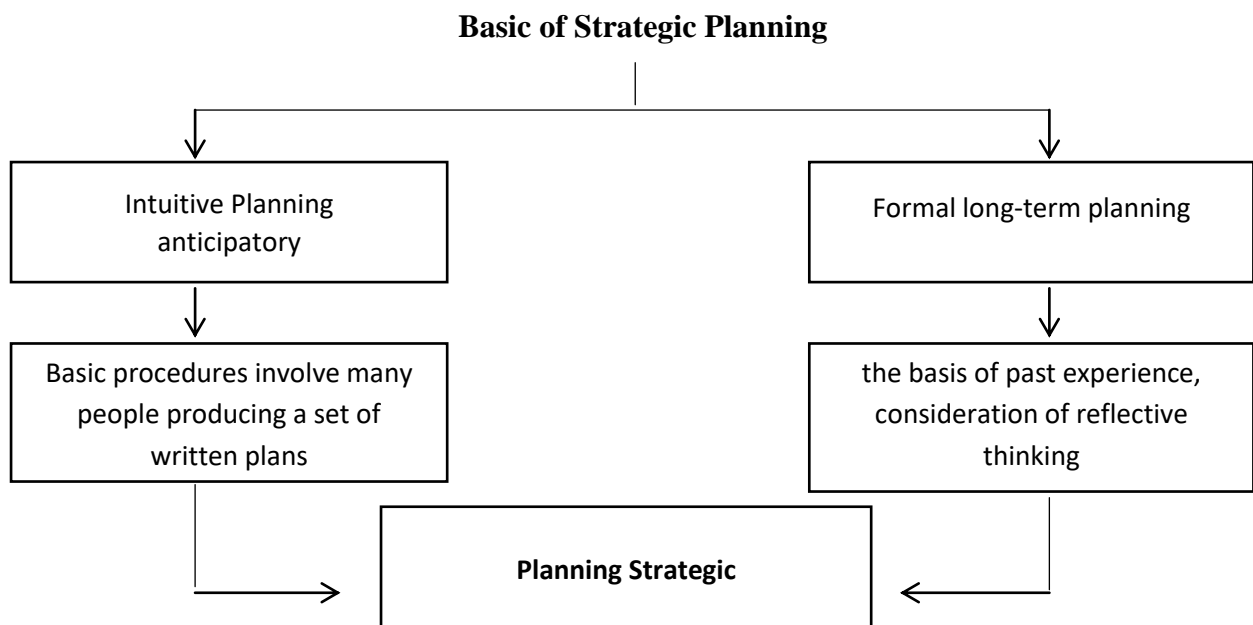 Basic of Strategic Planning
Intuitive Planning
anticipatory
Formal long-term planning
Basic procedures involve many
people producing a set of
written plans
the basis of past experience,
consideration of reflective
thinking
Planning Strategic